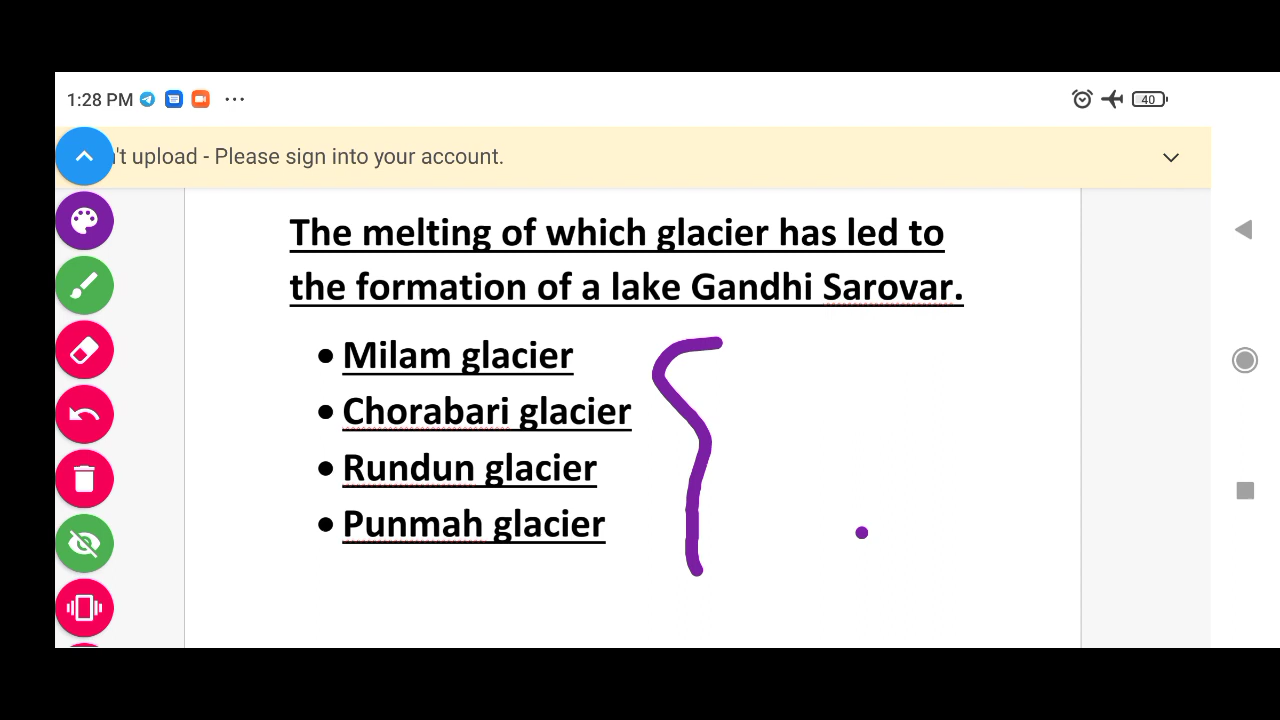 1:28 PM ...
40
't upload - Please sign into your account.
The melting of which glacier has led to
the formation of a lake Gandhi Sarovar.
• Milam glacier
• Chorabari glacier
• Rundun glacier
• Punmah glacier